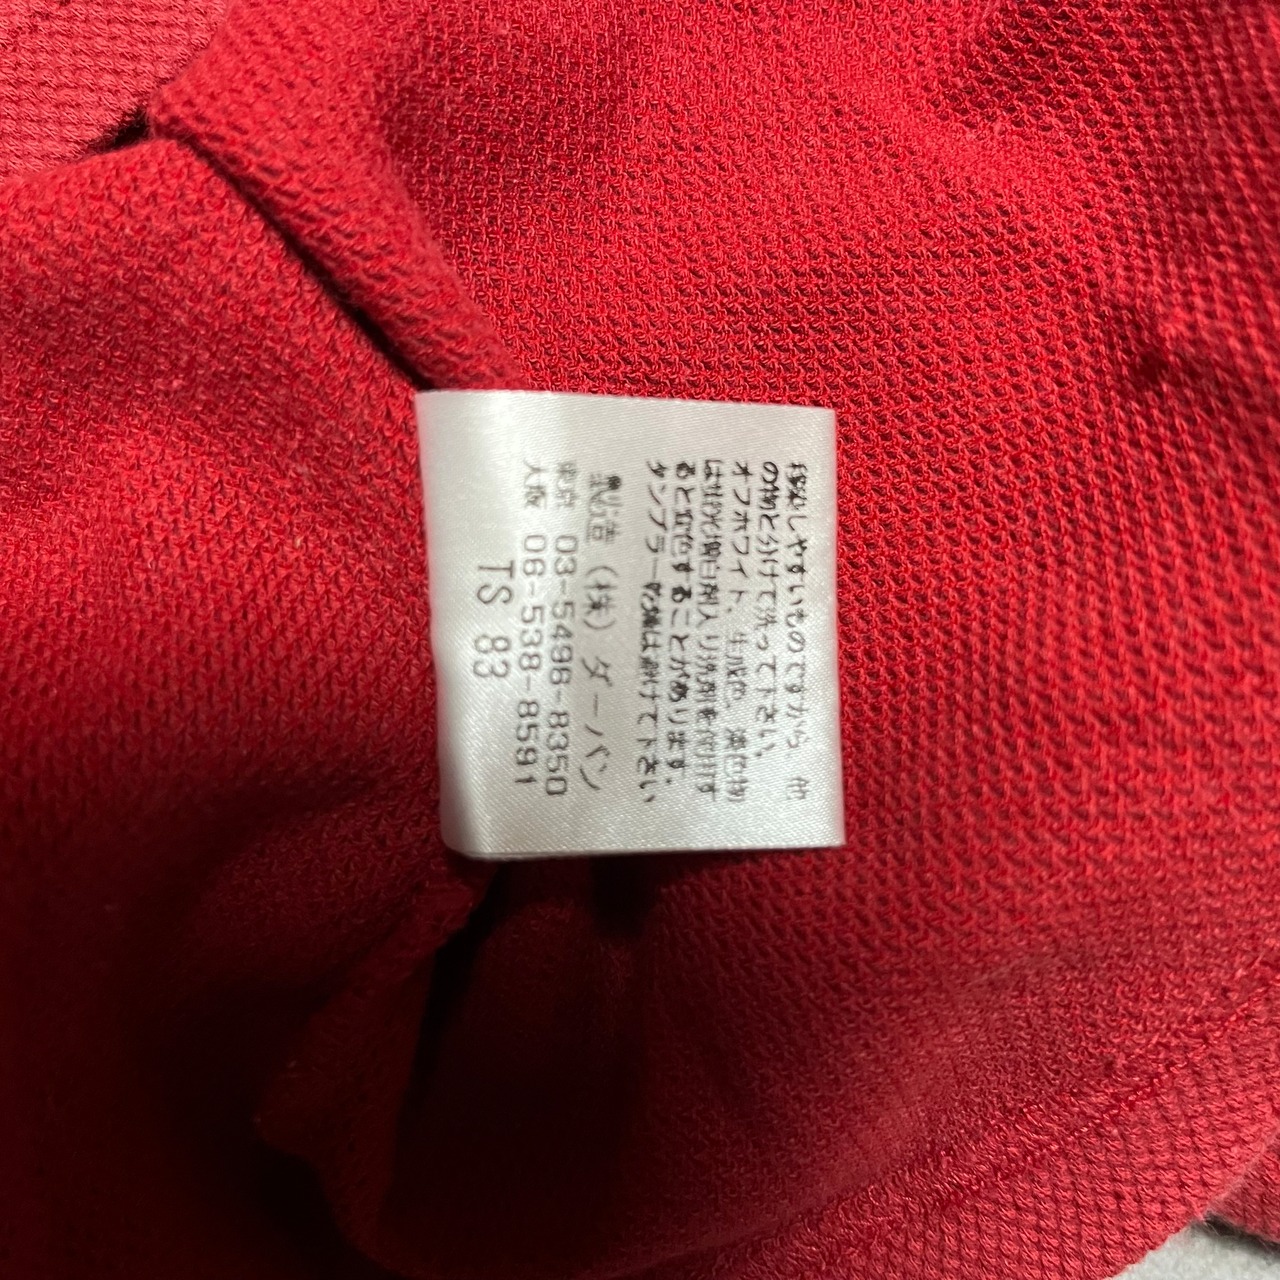 移染しやすいものですから 他
の物と分けて洗って下さい。
オフホワイト、生成色、淡色物
は蛍光増白剤入り洗剤を付けます
と変色することがあります。
タンブラー乾燥は避けて下さい
製造 (株) ダーバン
東京 03-5498-8350
大阪 06-538-8591
TS 83